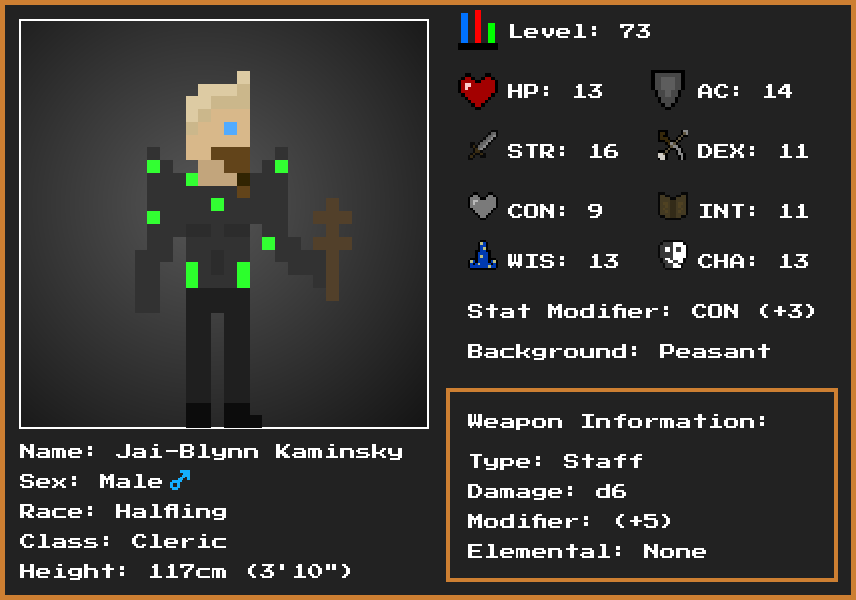 Level: 73
HP: 13
AC: 14
STR: 16
DEX: 11
CON: 9
INT: 11
WIS: 13
CHA: 13
Stat Modifier: CON (+3)
Background: Peasant
Weapon Information:
Type: Staff
Damage: d6
Modifier: (+5)
Elemental: None
Name: Jai-Blynn Kaminsky
Sex: Male♂
Race: Halfling
Class: Cleric
Height: 117cm (3'10")